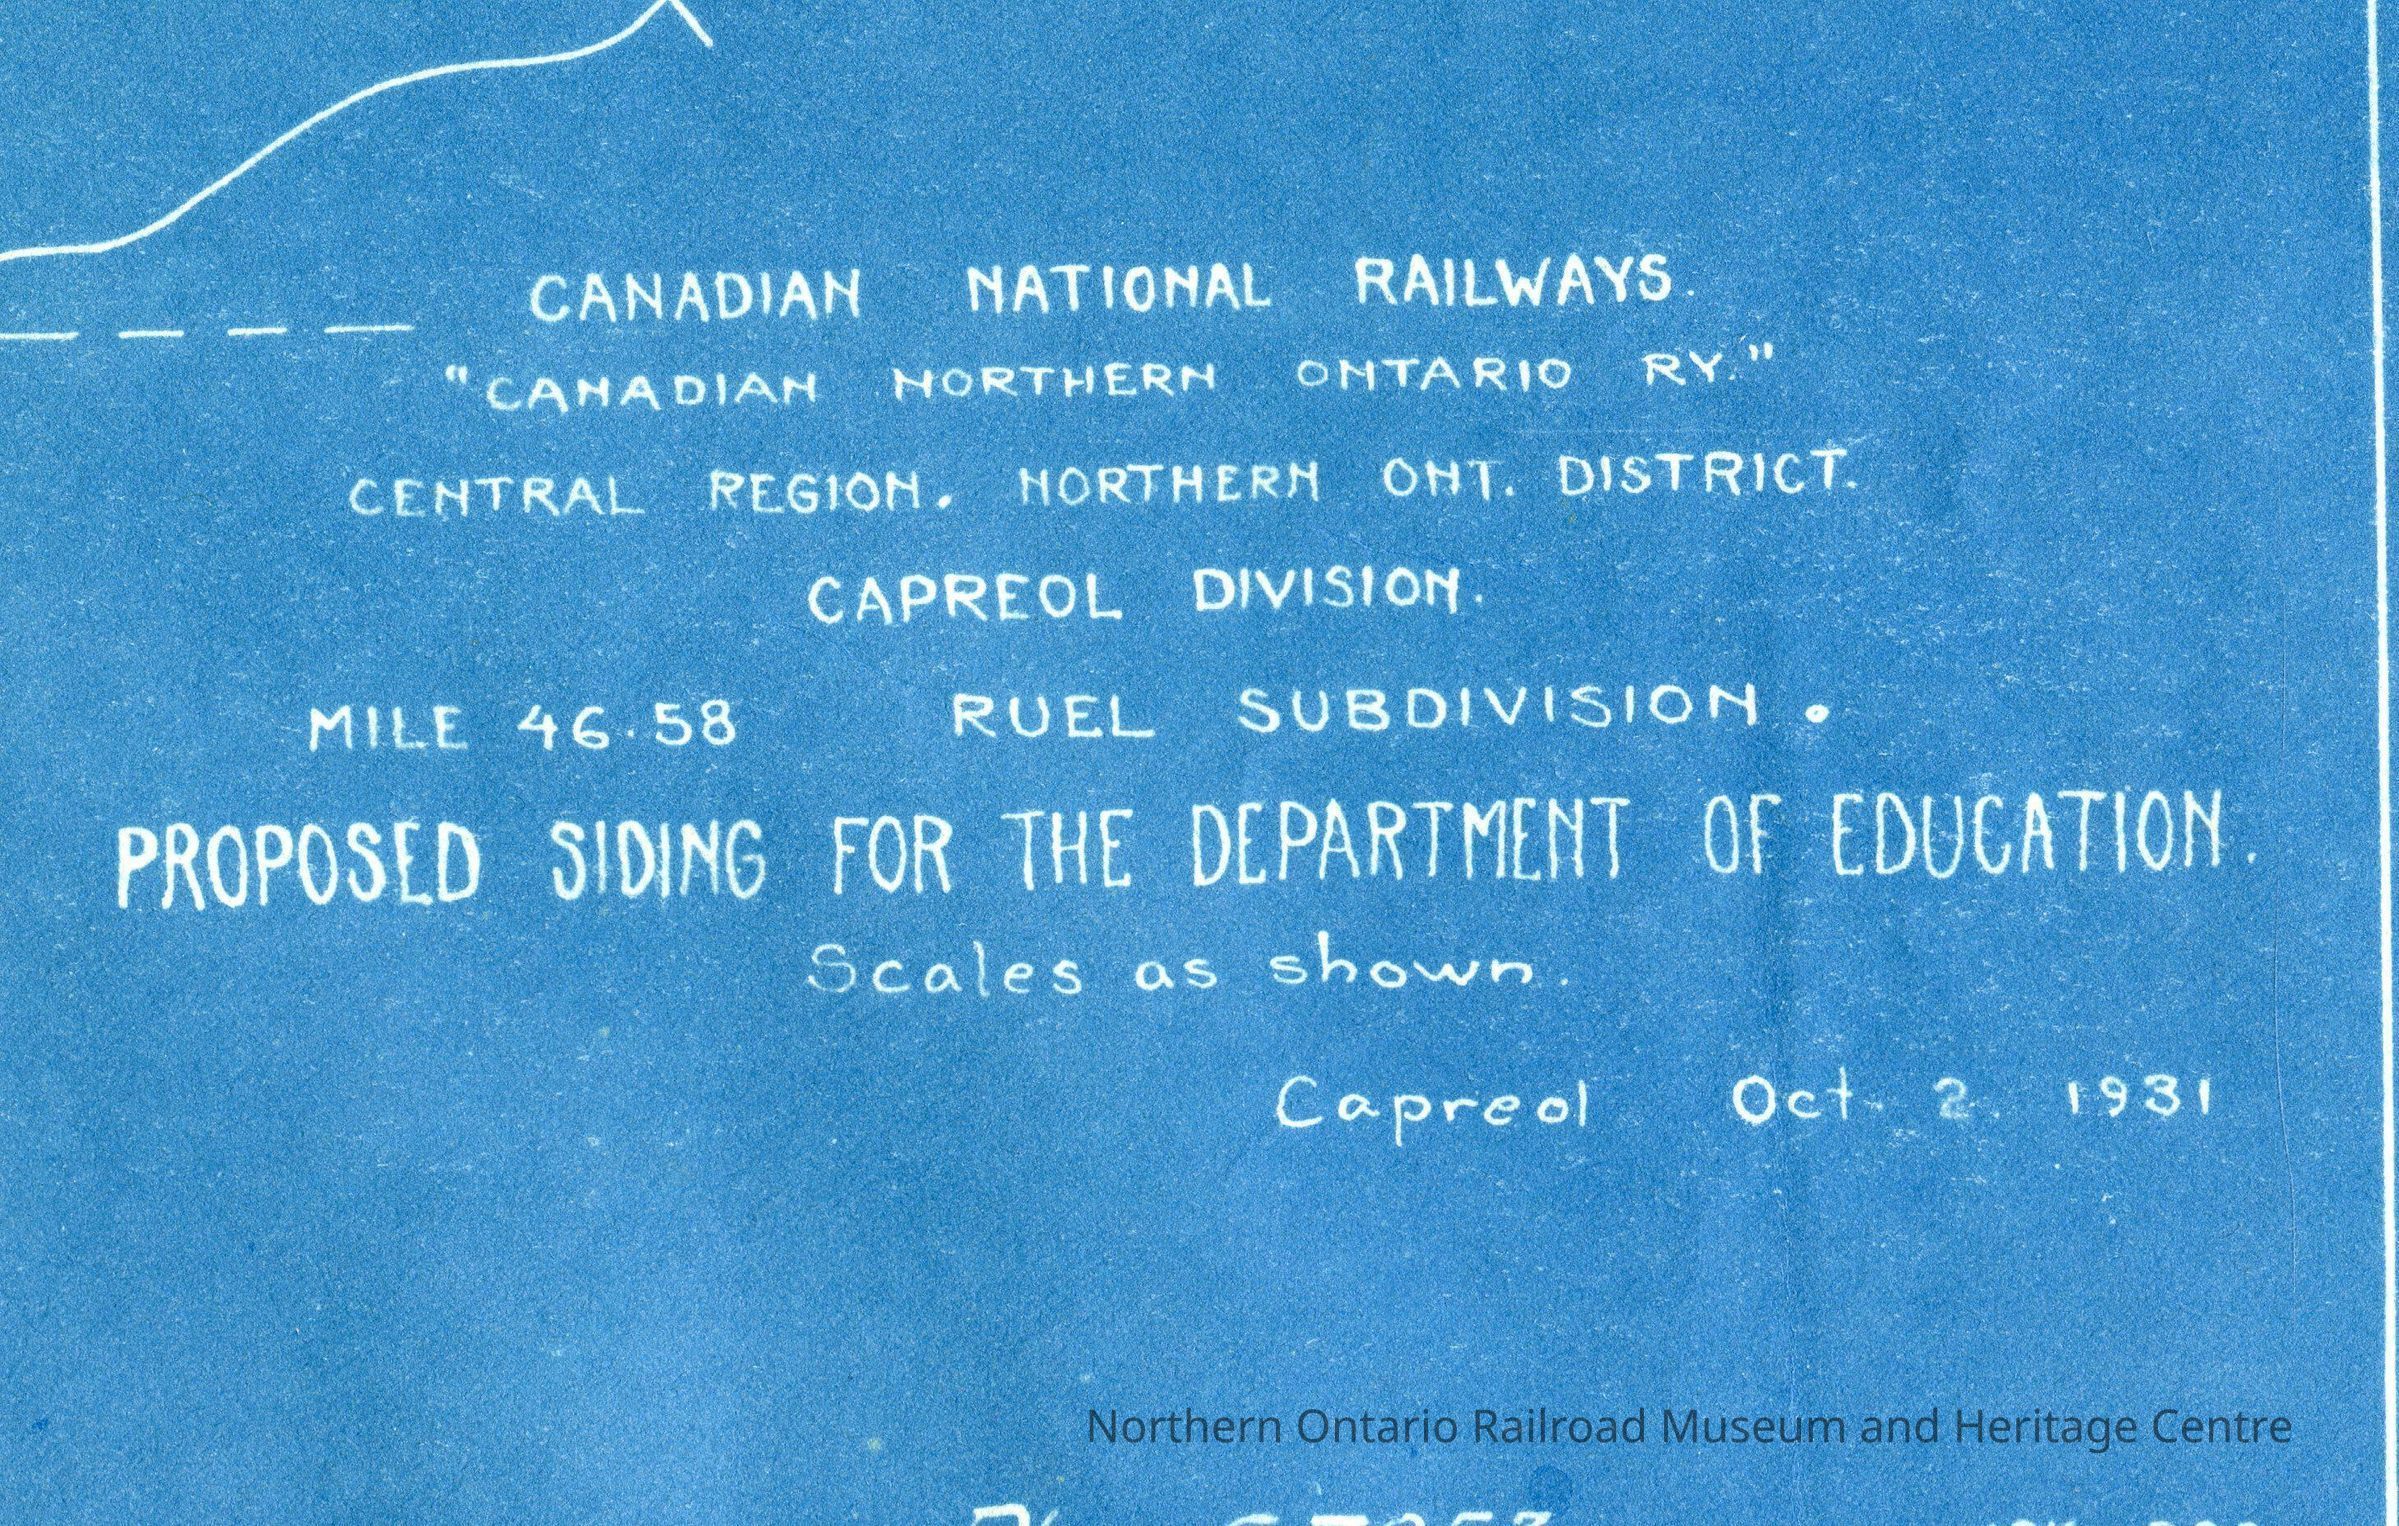 CANADIAN NATIONAL RAILWAYS.
"CANADIAN NORTHERN ONTARIO RY."
CENTRAL REGION. NORTHERN ONT. DISTRICT.
CAPREOL DIVISION.
MILE 46.58 RUEL SUBDIVISION.
PROPOSED SIDING FOR THE DEPARTMENT OF EDUCATION.
Scales as shown.
Capreol Oct. 2. 1931
Northern Ontario Railroad Museum and Heritage Centre